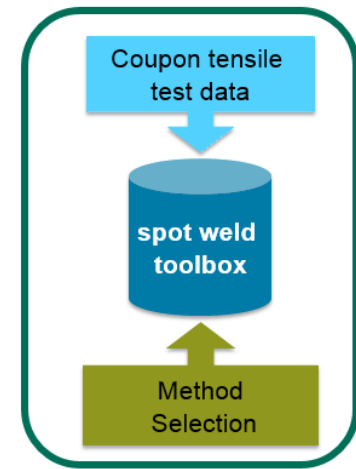 Coupon tensile
test data
spot weld
toolbox
Method
Selection